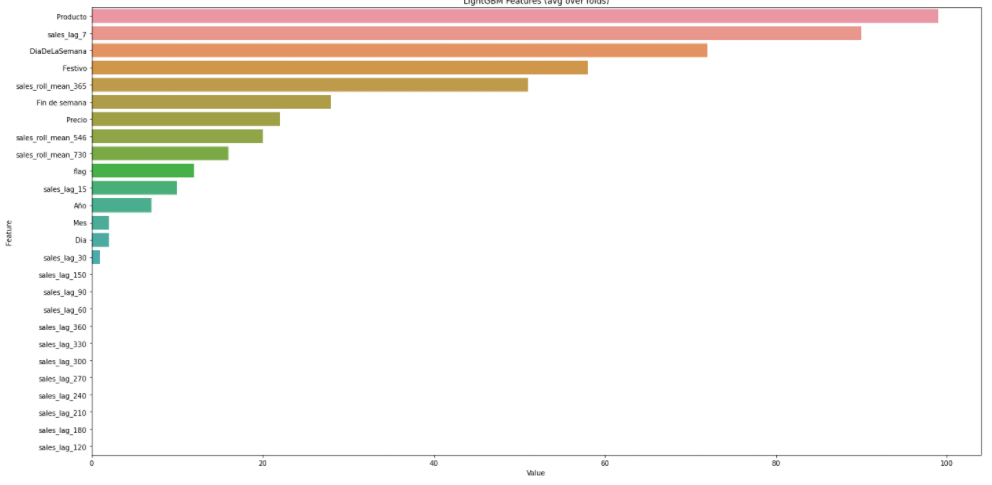 LightGBM Features (avg over folds)
Producto
sales_lag_7
DiaDeLaSemana
Festivo
sales_roll_mean_365
Fin de semana
Precio
sales_roll_mean_546
sales_roll_mean_730
flag
sales_lag_15
Año
Mes
Dia
sales_lag_30
sales_lag_150
sales_lag_90
sales_lag_60
sales_lag_360
sales_lag_330
sales_lag_300
sales_lag_270
sales_lag_240
sales_lag_210
sales_lag_180
sales_lag_120
Feature
0 20 40 60 80 100
Value